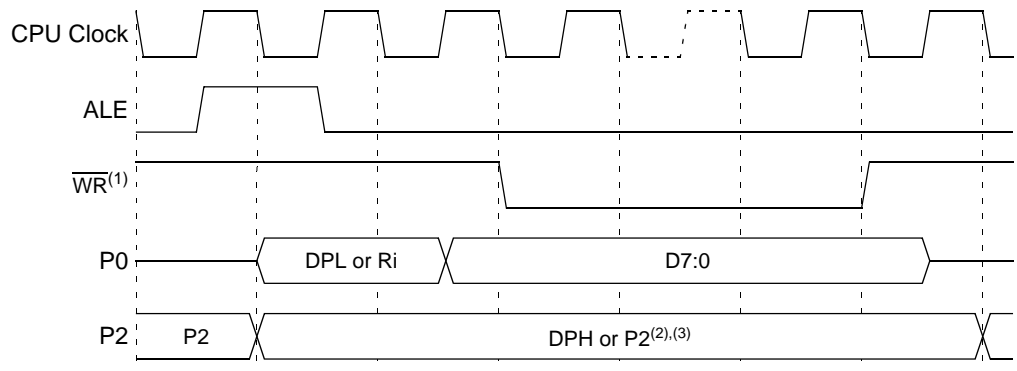 CPU Clock
ALE
WR(1)
P0
DPL or Ri
D7:0
P2
P2
DPH or P2(2),(3)